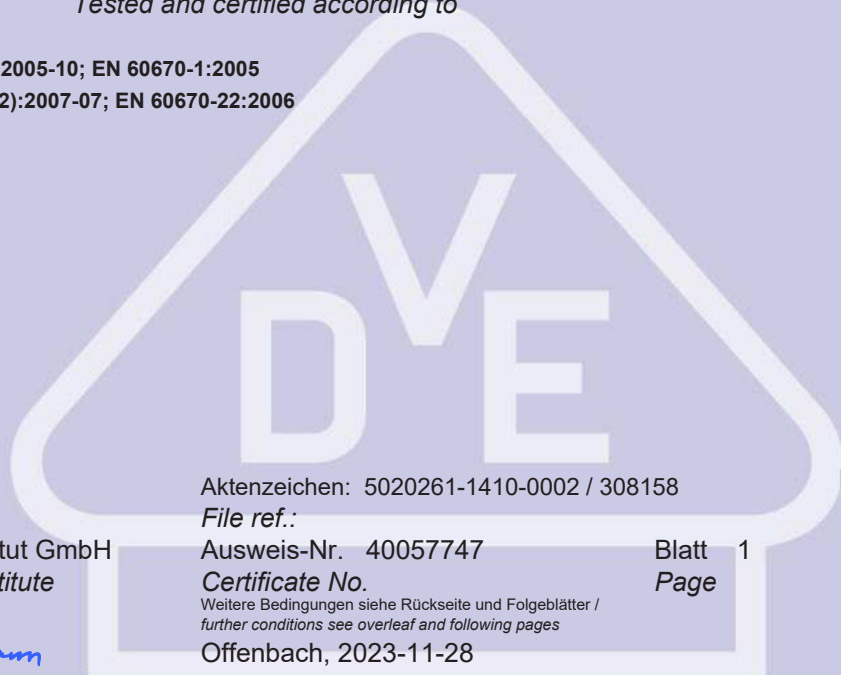 Tested and certified according to
2005-10; EN 60670-1:2005
2):2007-07; EN 60670-22:2006
VDE
Aktenzeichen: 5020261-1410-0002 / 308158
File ref.:
tut GmbH Ausweis-Nr. 40057747 Blatt 1
titute Certificate No. Page
Weitere Bedingungen siehe Rückseite und Folgeblätter /
further conditions see overleaf and following pages
Offenbach, 2023-11-28